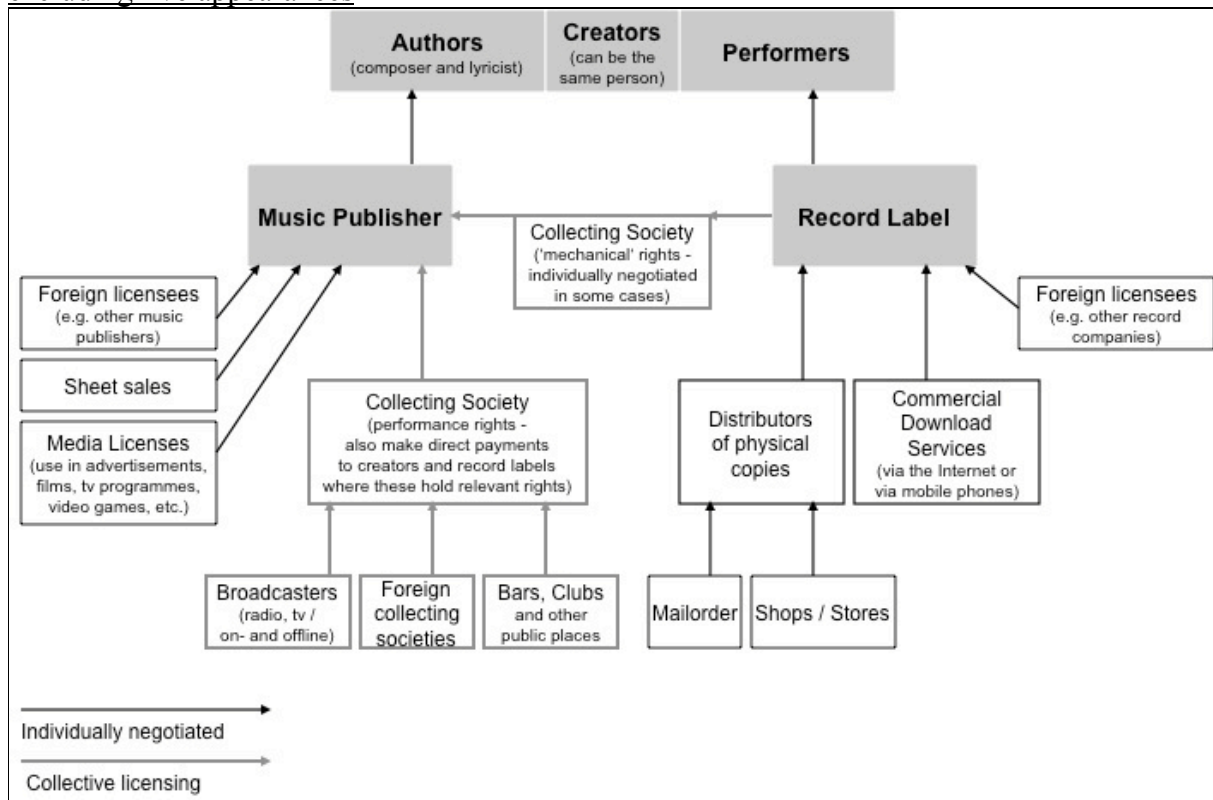 excluding live appearances
Authors
(composer and lyricist)
Creators
(can be the
same person)
Performers
Music Publisher
Record Label
Collecting Society
('mechanical' rights -
individually negotiated
in some cases)
Foreign licensees
(e.g. other music
publishers)
Foreign licensees
(e.g. other record
companies)
Sheet sales
Media Licenses
(use in advertisements,
films, tv programmes,
video games, etc.)
Collecting Society
(performance rights -
also make direct payments
to creators and record labels
where these hold relevant rights)
Distributors
of physical
copies
Commercial
Download
Services
(via the Internet or
via mobile phones)
Broadcasters
(radio, tv /
on- and offline)
Foreign
collecting
societies
Bars, Clubs
and other
public places
Mailorder
Shops / Stores
Individually negotiated
Collective licensing